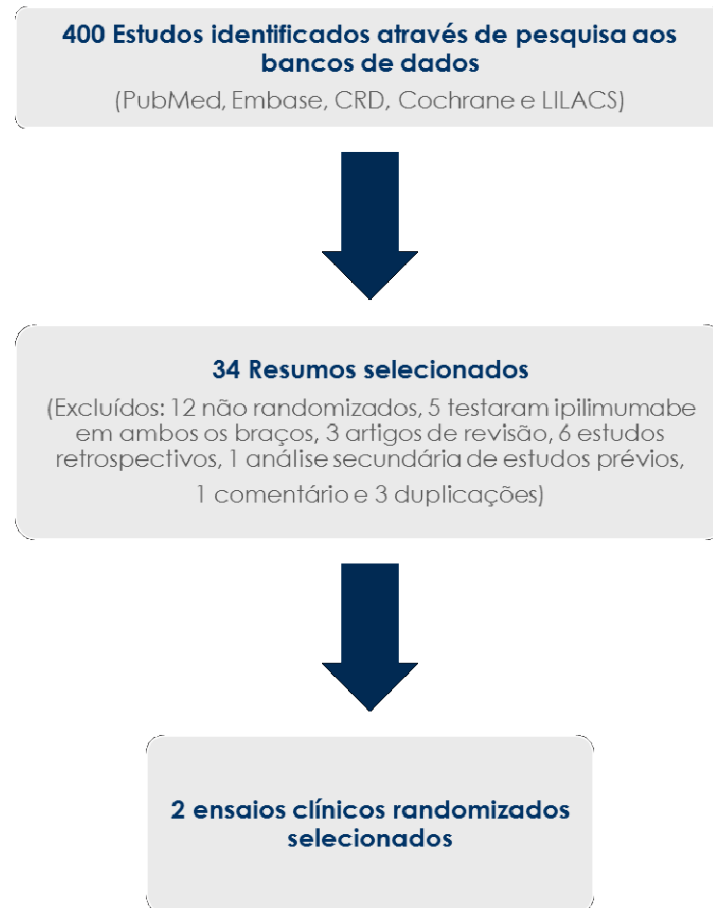 400 Estudos identificados através de pesquisa aos
bancos de dados
(PubMed, Embase, CRD, Cochrane e LILACS)
34 Resumos selecionados
(Excluídos: 12 não randomizados, 5 testaram ipilimumabe
em ambos os braços, 3 artigos de revisão, 6 estudos
retrospectivos, 1 análise secundária de estudos prévios,
1 comentário e 3 duplicações)
2 ensaios clínicos randomizados
selecionados